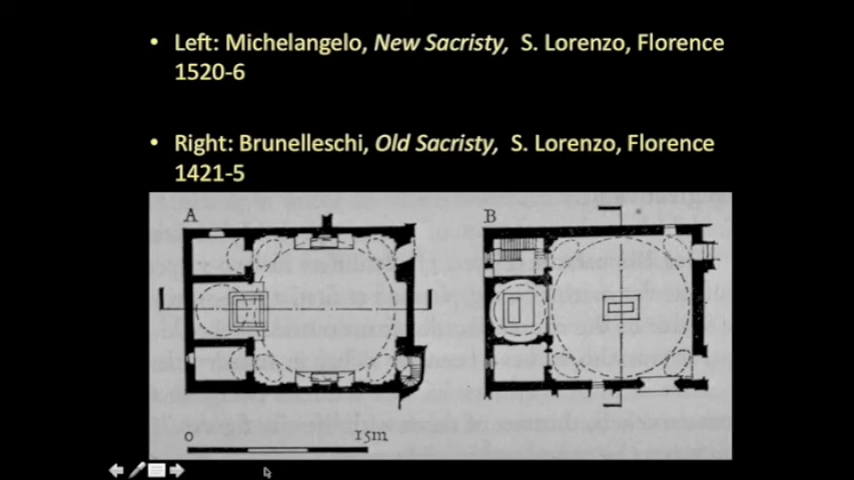 • Left: Michelangelo, New Sacristy, S. Lorenzo, Florence
1520-6
• Right: Brunelleschi, Old Sacristy, S. Lorenzo, Florence
1421-5
A B
0 15m